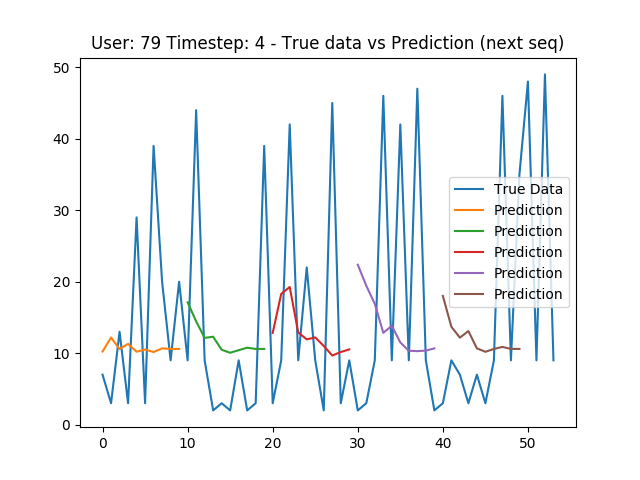 User: 79 Timestep: 4 - True data vs Prediction (next seq)
50
40
30
20
10
0
True Data
Prediction
Prediction
Prediction
Prediction
Prediction
0 10 20 30 40 50